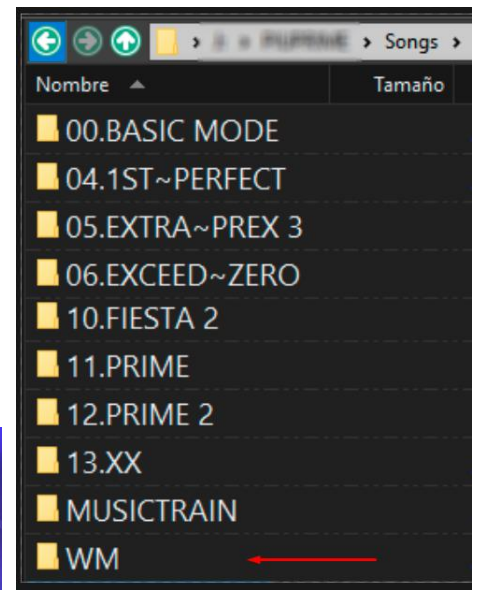 › Songs ›
Nombre Tamaño
00.BASIC MODE
04.1ST~PERFECT
05.EXTRA~PREX 3
06.EXCEED~ZERO
10.FIESTA 2
11.PRIME
12.PRIME 2
13.XX
MUSICTRAIN
WM